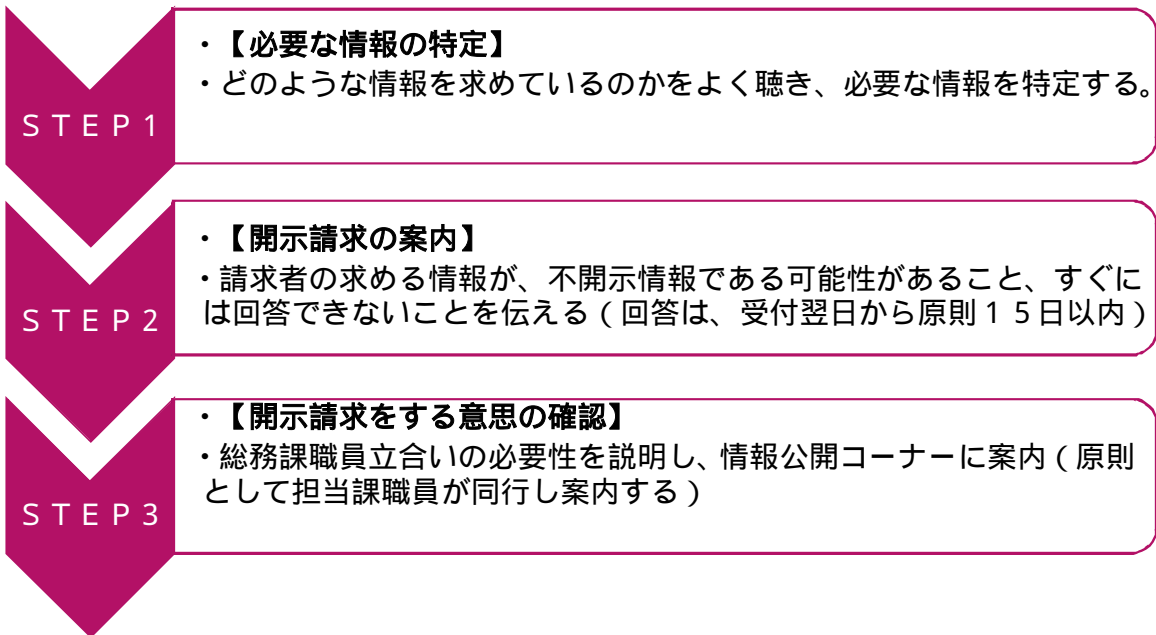 STEP1
・【必要な情報の特定】
・どのような情報を求めているのかをよく聴き、必要な情報を特定する。
STEP2
・【開示請求の案内】
・請求者の求める情報が、不開示情報である可能性があること、すぐに
は回答できないことを伝える（回答は、受付翌日から原則１５日以内）
STEP3
・【開示請求をする意思の確認】
・総務課職員立合いの必要性を説明し、情報公開コーナーに案内（原則
として担当課職員が同行し案内する）